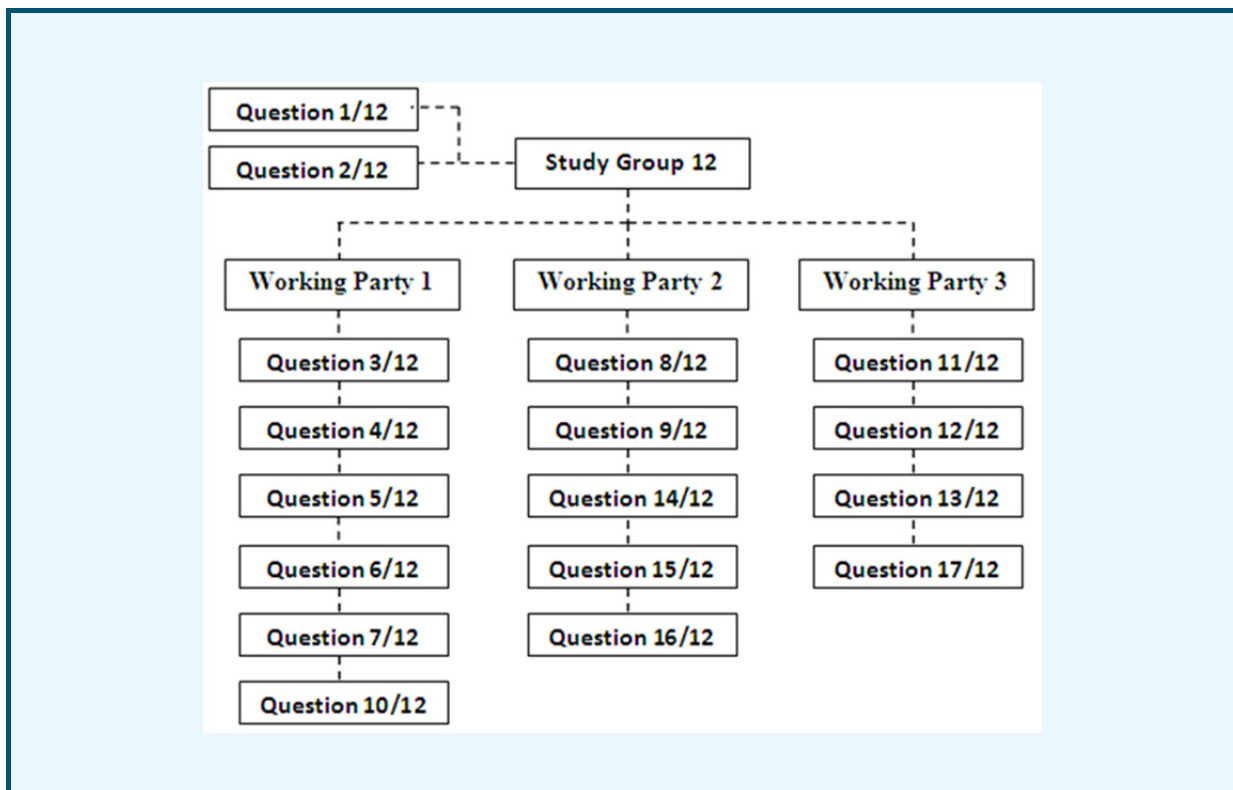 Question 1/12
Question 2/12
Study Group 12
Working Party 1
Working Party 2
Working Party 3
Question 3/12
Question 8/12
Question 11/12
Question 4/12
Question 9/12
Question 12/12
Question 5/12
Question 14/12
Question 13/12
Question 6/12
Question 15/12
Question 17/12
Question 7/12
Question 16/12
Question 10/12